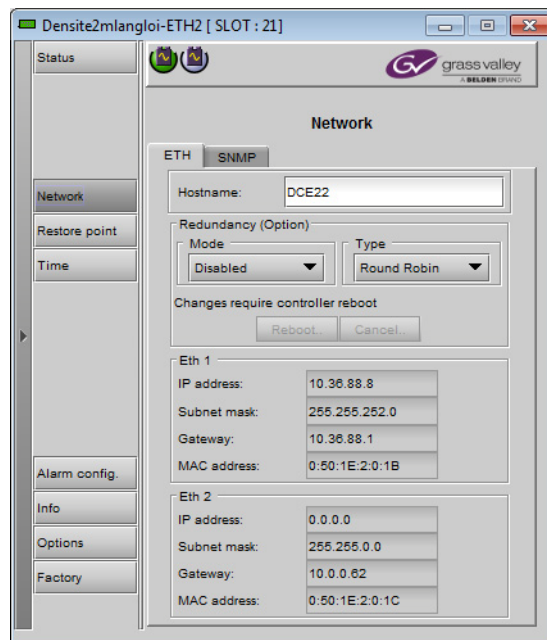 Densite2mlangloi-ETH2 [ SLOT : 21]
Status
GV grass valley
A BELDEN BRAND
Network
ETH SNMP
Network
Hostname: DCE22
Restore point
Redundancy (Option)
Mode Type
Time
Disabled Round Robin
Changes require controller reboot
Reboot.. Cancel..
Eth 1
IP address: 10.36.88.8
Subnet mask: 255.255.252.0
Gateway: 10.36.88.1
MAC address: 0:50:1E:2:0:1B
Alarm config.
Eth 2
Info
IP address: 0.0.0.0
Options
Subnet mask: 255.255.0.0
Gateway: 10.0.0.62
Factory
MAC address: 0:50:1E:2:0:1C